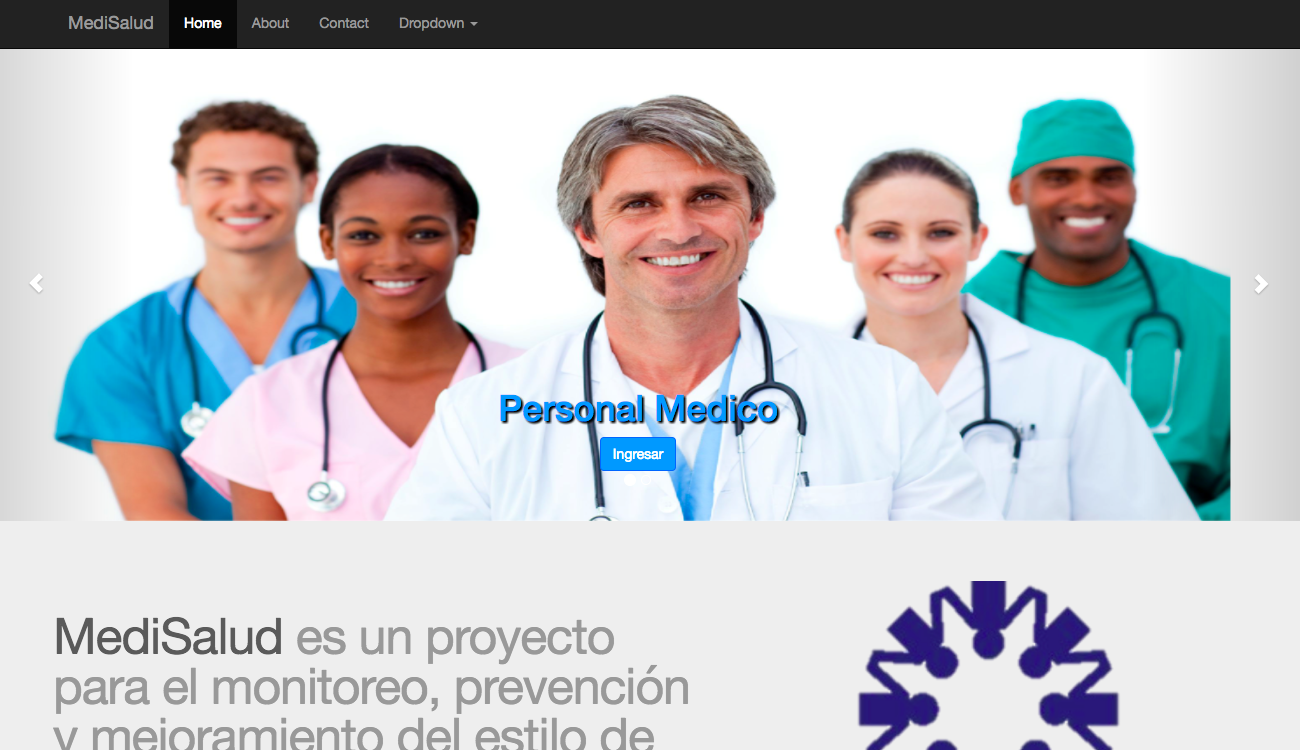 MediSalud Home About Contact Dropdown
Personal Medico
Ingresar
MediSalud es un proyecto
para el monitoreo, prevención
y mejoramiento del estilo de